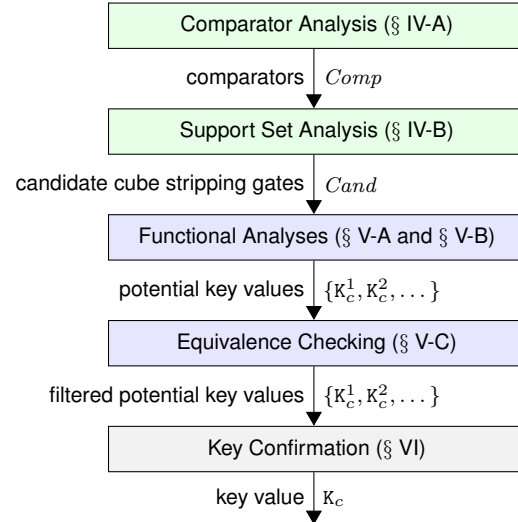 Comparator Analysis (§ IV-A)
comparators Comp
Support Set Analysis (§ IV-B)
candidate cube stripping gates Cand
Functional Analyses (§ V-A and § V-B)
potential key values {K_c^1, K_c^2, . . . }
Equivalence Checking (§ V-C)
filtered potential key values {K_c^1, K_c^2, . . . }
Key Confirmation (§ VI)
key value K_c